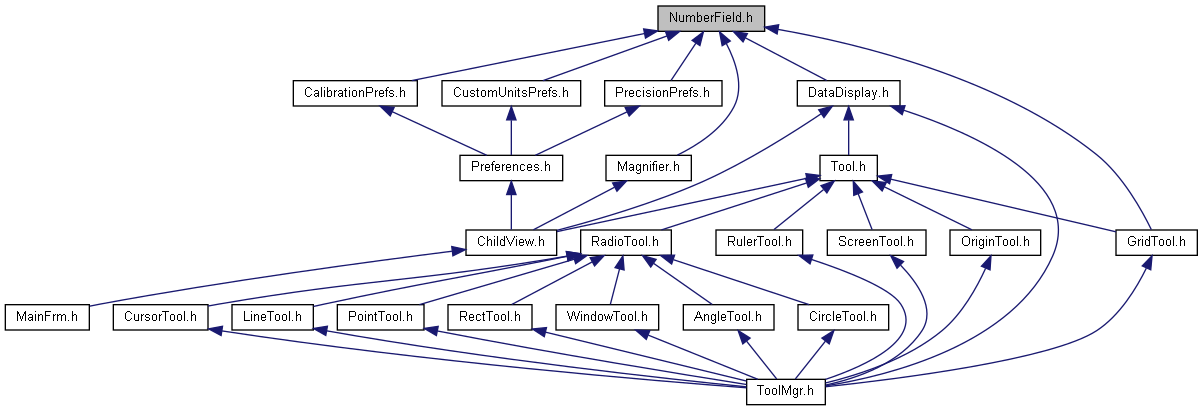 NumberField.h
CalibrationPrefs.h
CustomUnitsPrefs.h
PrecisionPrefs.h
DataDisplay.h
Preferences.h
Magnifier.h
Tool.h
ChildView.h
RadioTool.h
RulerTool.h
ScreenTool.h
OriginTool.h
GridTool.h
MainFrm.h
CursorTool.h
LineTool.h
PointTool.h
RectTool.h
WindowTool.h
AngleTool.h
CircleTool.h
ToolMgr.h